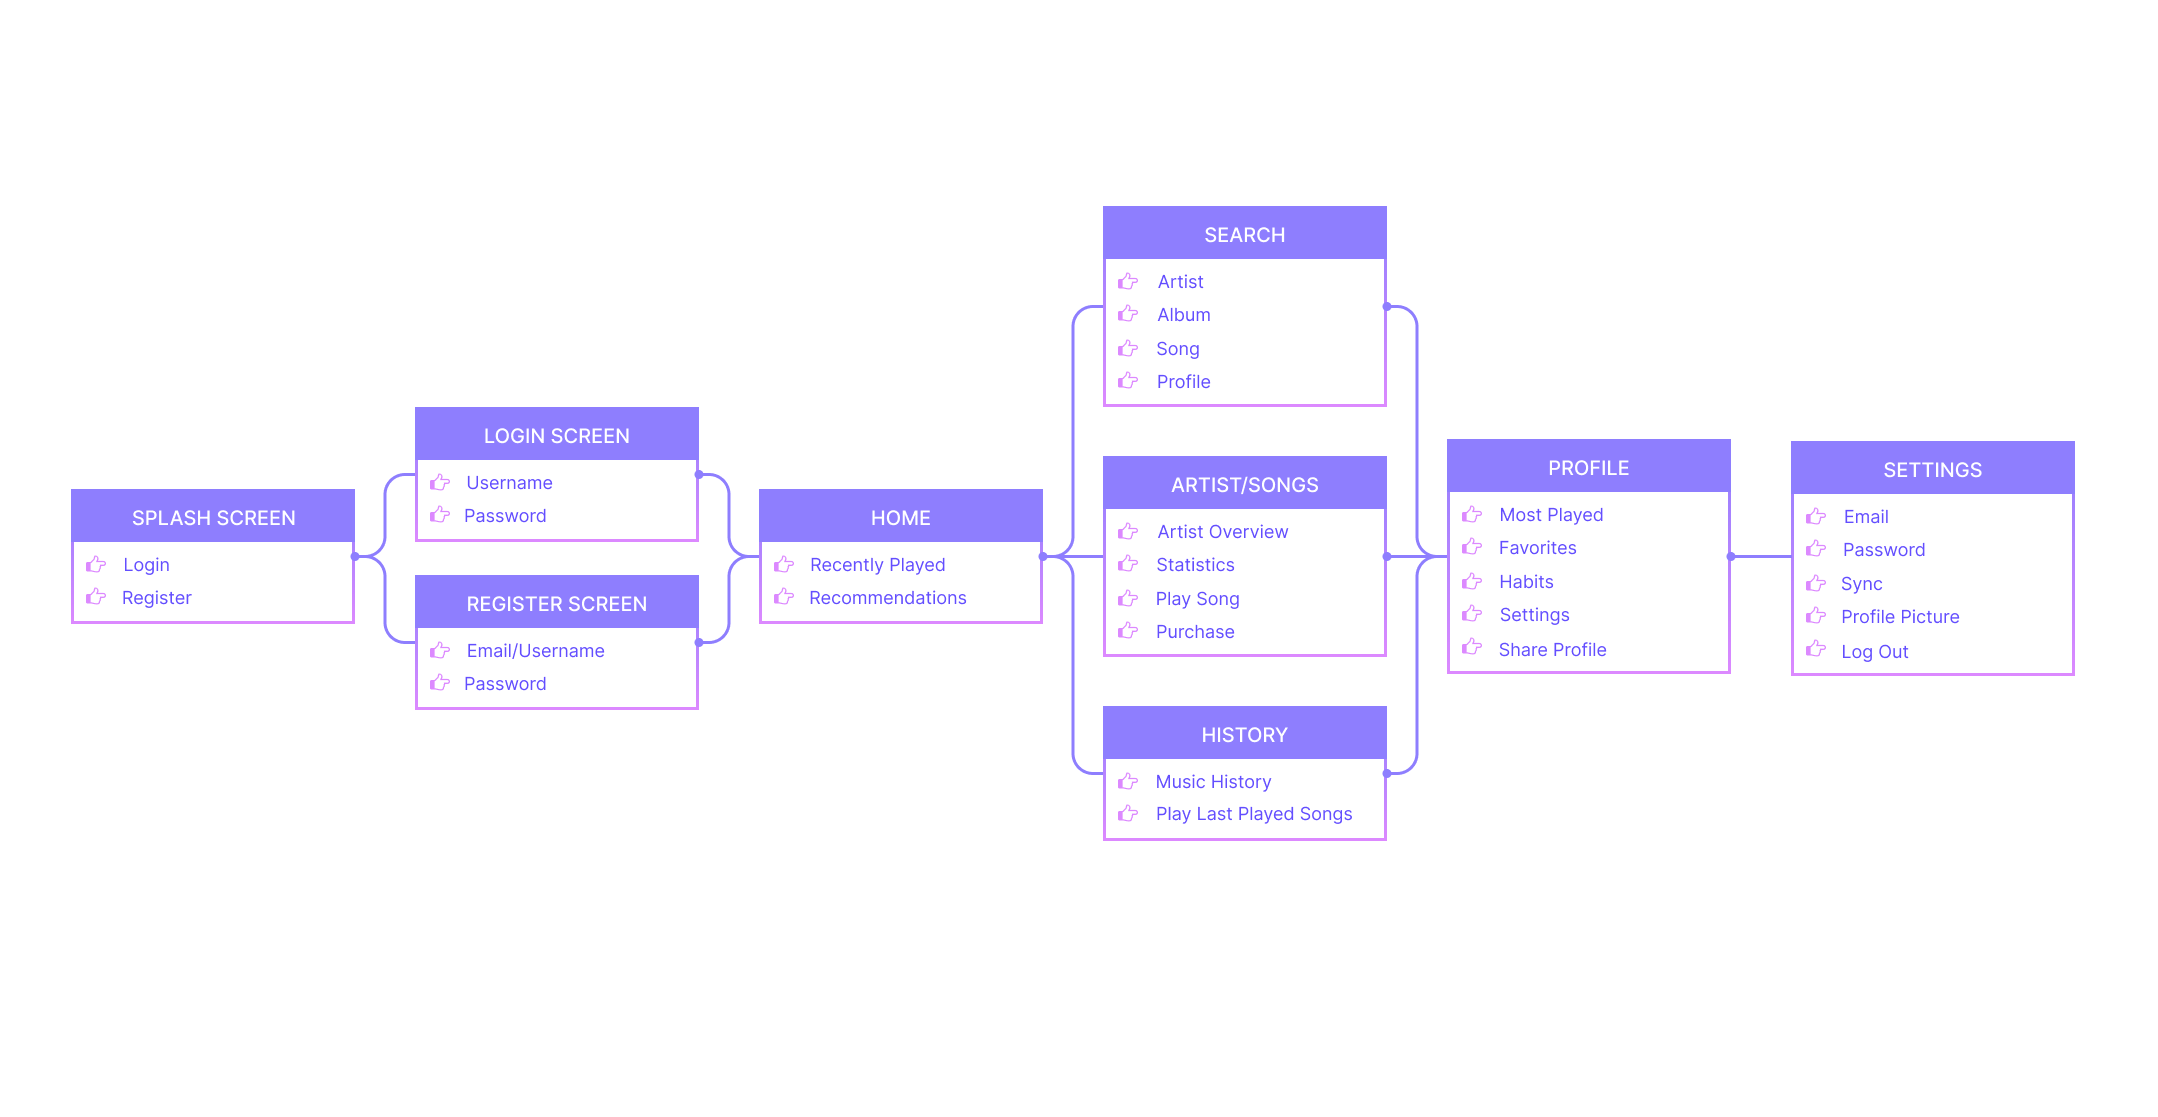 SPLASH SCREEN
Login
Register
LOGIN SCREEN
Username
Password
REGISTER SCREEN
Email/Username
Password
HOME
Recently Played
Recommendations
SEARCH
Artist
Album
Song
Profile
ARTIST/SONGS
Artist Overview
Statistics
Play Song
Purchase
HISTORY
Music History
Play Last Played Songs
PROFILE
Most Played
Favorites
Habits
Settings
Share Profile
SETTINGS
Email
Password
Sync
Profile Picture
Log Out